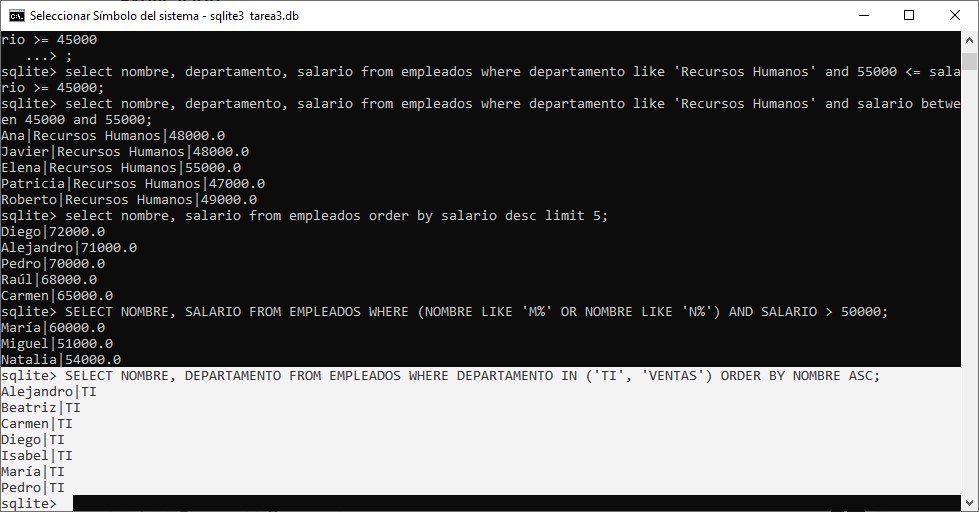 Seleccionar Símbolo del sistema - sqlite3 tarea3.db
rio >= 45000
   ...> ;
sqlite> select nombre, departamento, salario from empleados where departamento like 'Recursos Humanos' and 55000 <= sala
rio >= 45000;
sqlite> select nombre, departamento, salario from empleados where departamento like 'Recursos Humanos' and salario betwe
en 45000 and 55000;
Ana|Recursos Humanos|48000.0
Javier|Recursos Humanos|48000.0
Elena|Recursos Humanos|55000.0
Patricia|Recursos Humanos|47000.0
Roberto|Recursos Humanos|49000.0
sqlite> select nombre, salario from empleados order by salario desc limit 5;
Diego|72000.0
Alejandro|71000.0
Pedro|70000.0
Raúl|68000.0
Carmen|65000.0
sqlite> SELECT NOMBRE, SALARIO FROM EMPLEADOS WHERE (NOMBRE LIKE 'M%' OR NOMBRE LIKE 'N%') AND SALARIO > 50000;
María|60000.0
Miguel|51000.0
Natalia|54000.0
sqlite> SELECT NOMBRE, DEPARTAMENTO FROM EMPLEADOS WHERE DEPARTAMENTO IN ('TI', 'VENTAS') ORDER BY NOMBRE ASC;
Alejandro|TI
Beatriz|TI
Carmen|TI
Diego|TI
Isabel|TI
María|TI
Pedro|TI
sqlite>